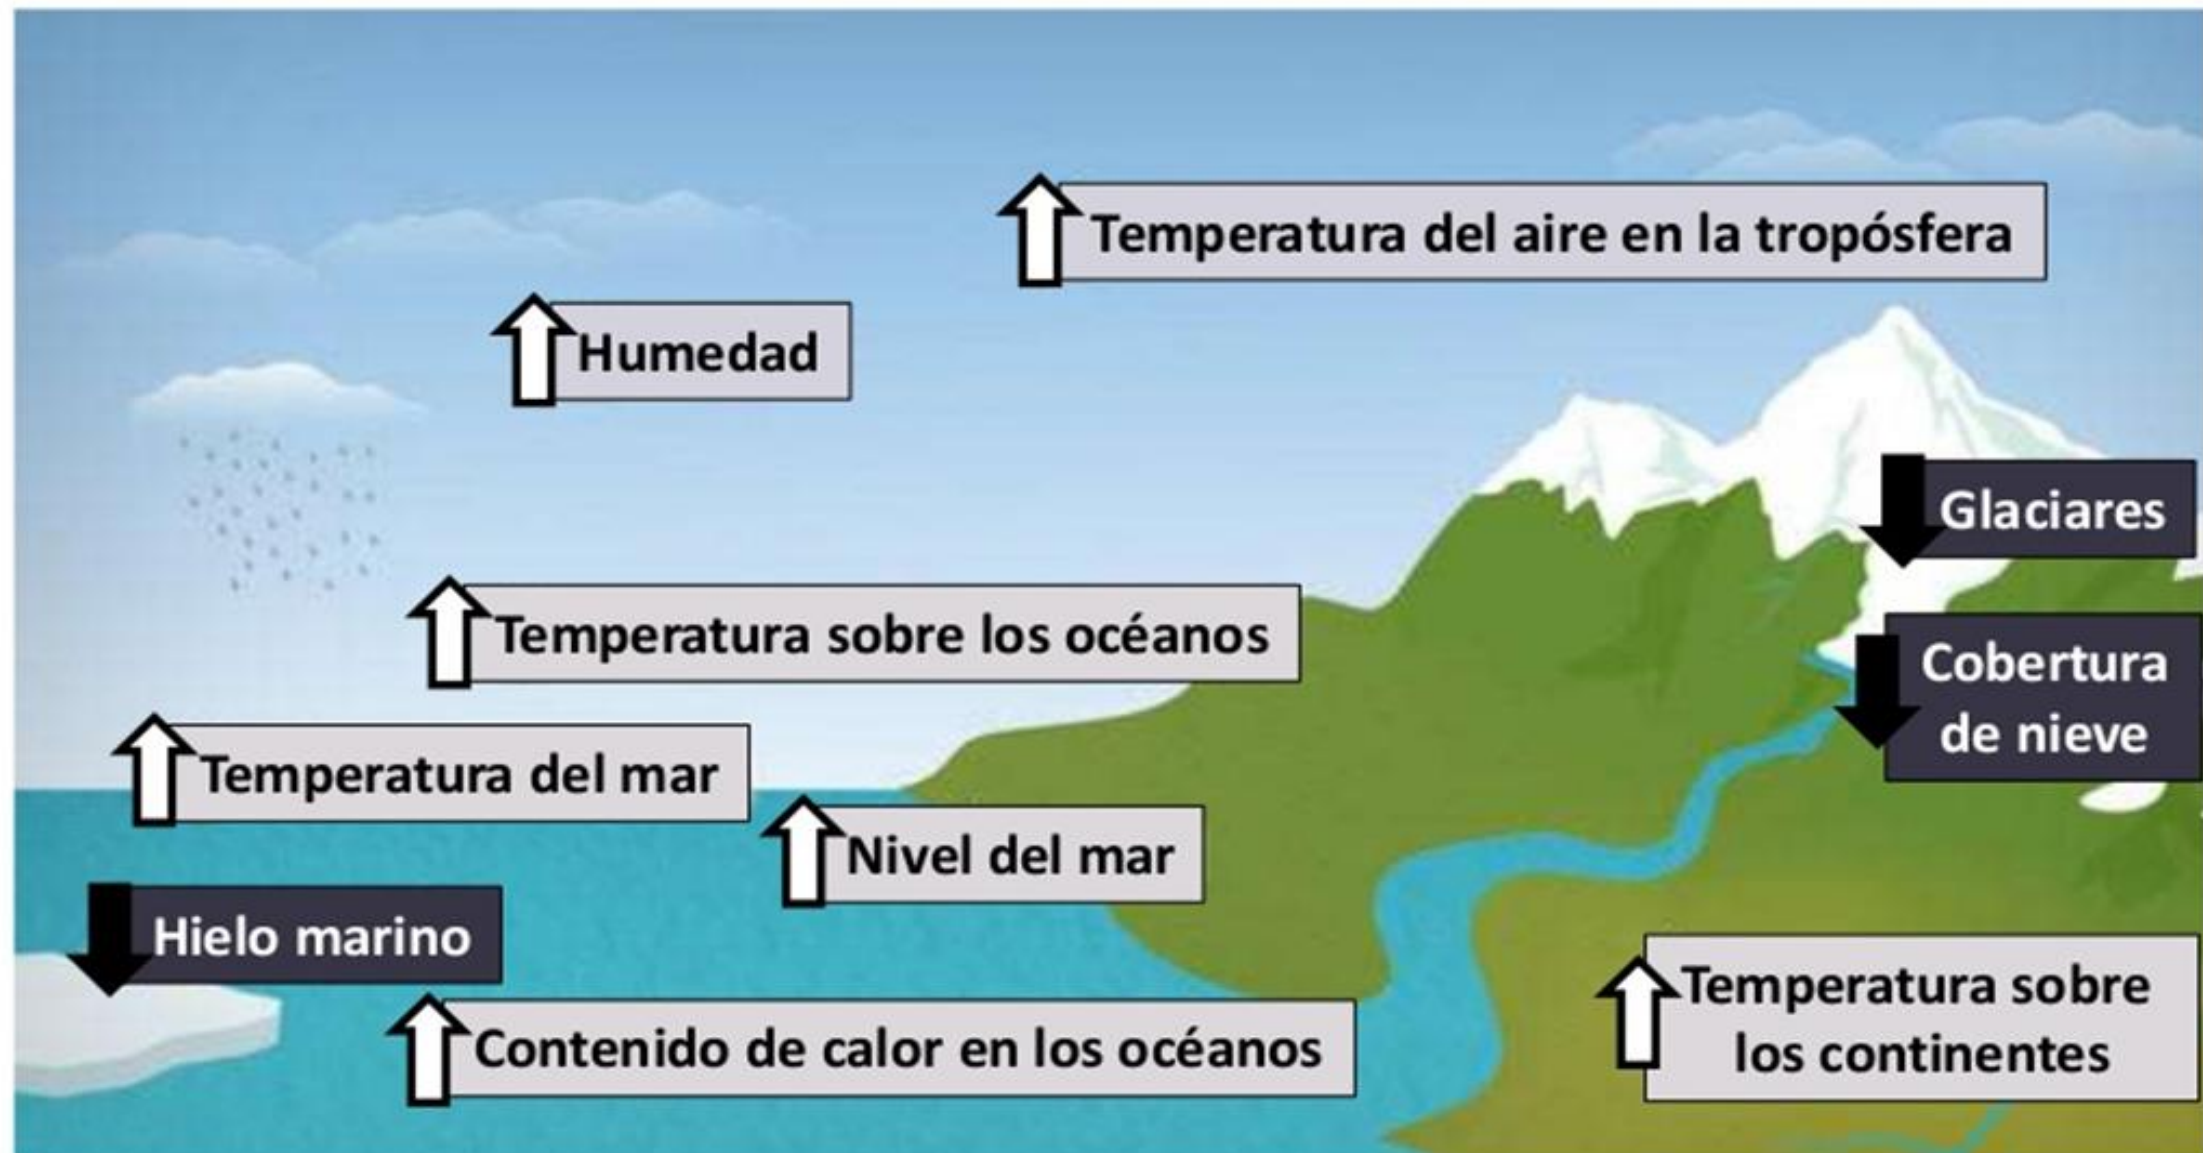 Temperatura del aire en la tropósfera
Humedad
Glaciares
Temperatura sobre los océanos
Cobertura
de nieve
Temperatura del mar
Nivel del mar
Hielo marino
Temperatura sobre
los continentes
Contenido de calor en los océanos